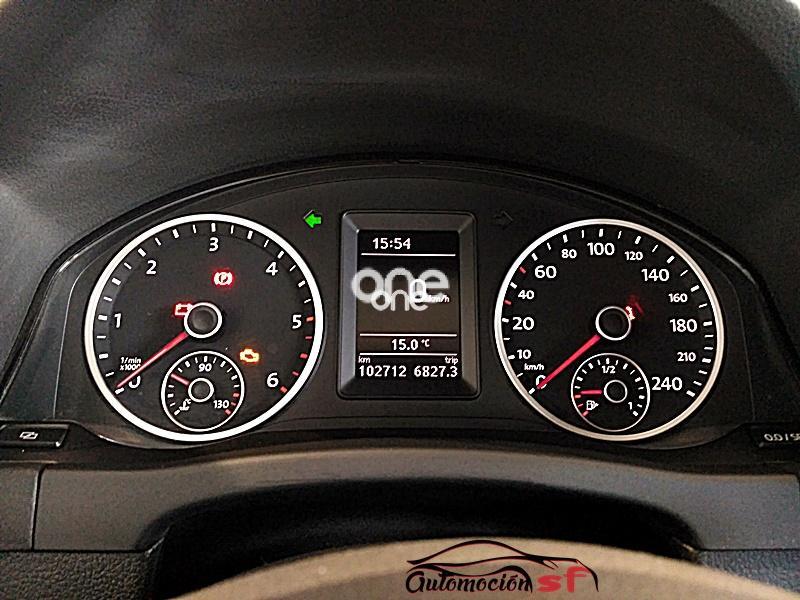 15:54
one
one
0 km/h
15.0 °C
km trip
102712 6827.3
0 1 2 3 4 5 6
1/min
x1000
90
130
0 10 20 40 60 80 100 120 140 160 180 210 240
km/h
1/2
1
(P)
Automoción SF